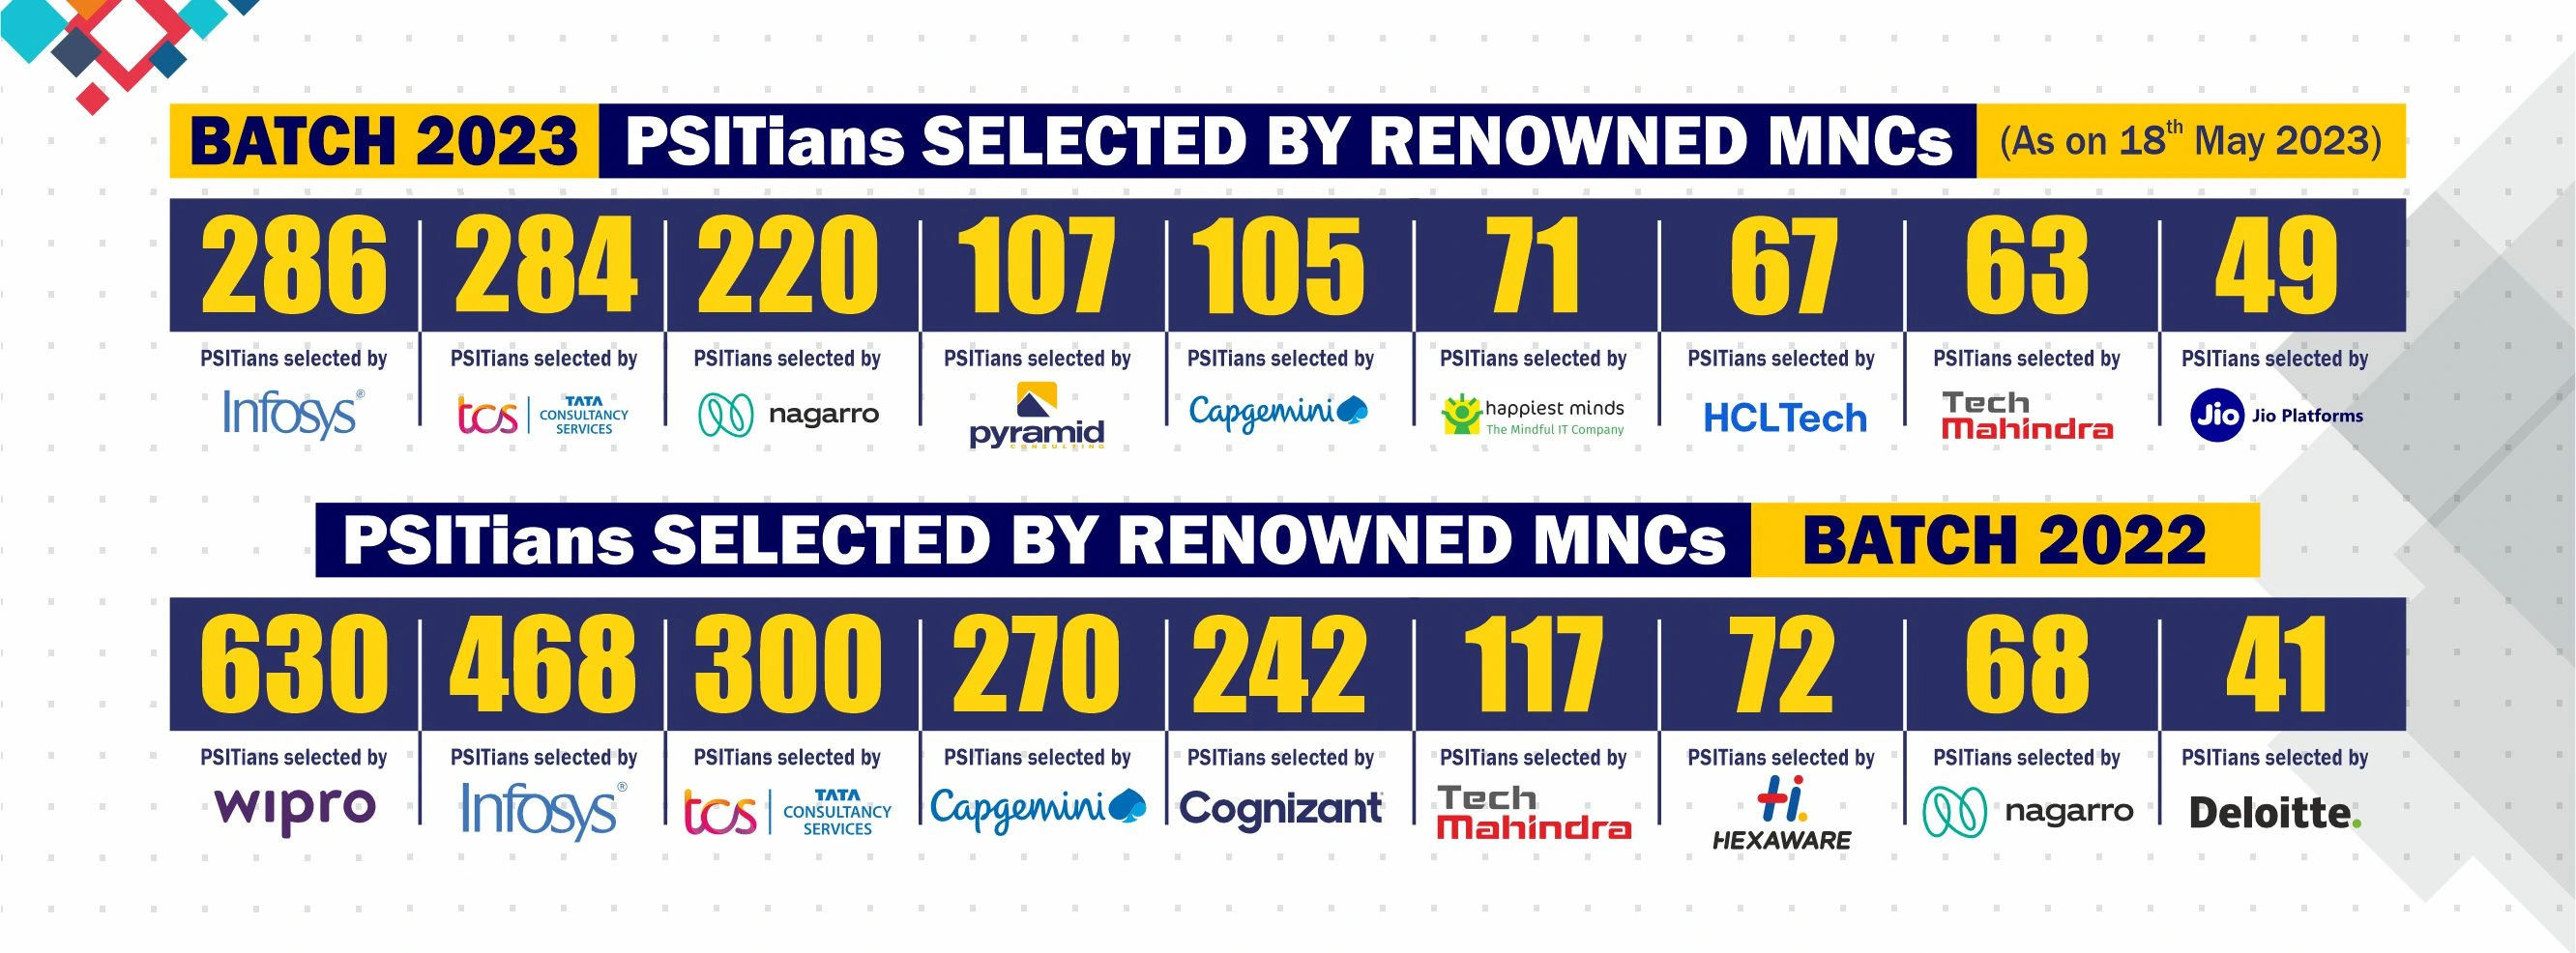 BATCH 2023 PSITians SELECTED BY RENOWNED MNCs (As on 18th May 2023)
286 284 220 107 105 71 67 63 49
PSITians selected by PSITians selected by PSITians selected by PSITians selected by PSITians selected by PSITians selected by PSITians selected by PSITians selected by PSITians selected by
Infosys® tcs TATA CONSULTANCY SERVICES nagarro pyramid CONSULTING Capgemini happiest minds The Mindful IT Company HCLTech Tech Mahindra Jio Jio Platforms
PSITians SELECTED BY RENOWNED MNCs BATCH 2022
630 468 300 270 242 117 72 68 41
PSITians selected by PSITians selected by PSITians selected by PSITians selected by PSITians selected by PSITians selected by PSITians selected by PSITians selected by PSITians selected by
wipro Infosys® tcs TATA CONSULTANCY SERVICES Capgemini Cognizant Tech Mahindra Hi. HEXAWARE nagarro Deloitte.